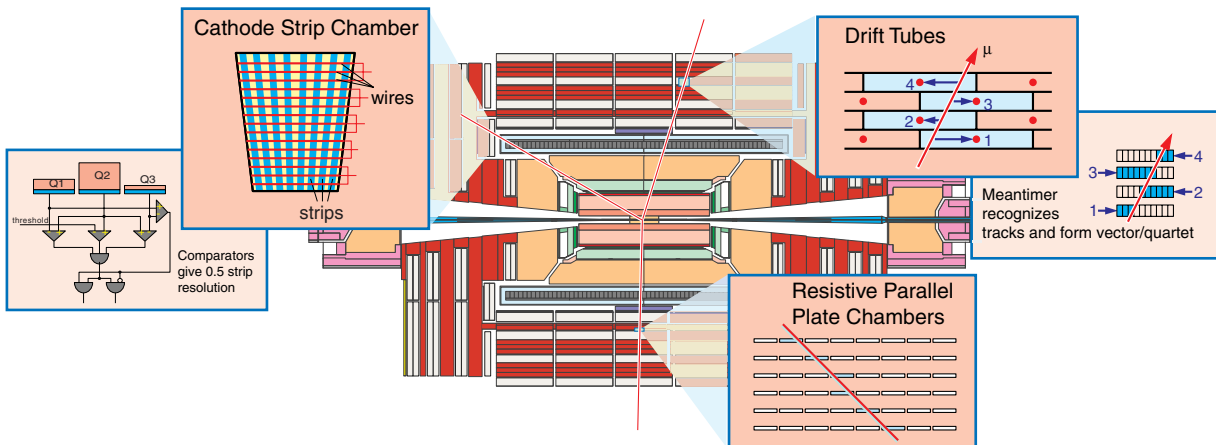 Cathode Strip Chamber
wires
strips
Q1
Q2
Q3
threshold
Comparators
give 0.5 strip
resolution
Drift Tubes
μ
4
3
2
1
4
3
2
1
Meantimer
recognizes
tracks and form vector/quartet
Resistive Parallel
Plate Chambers